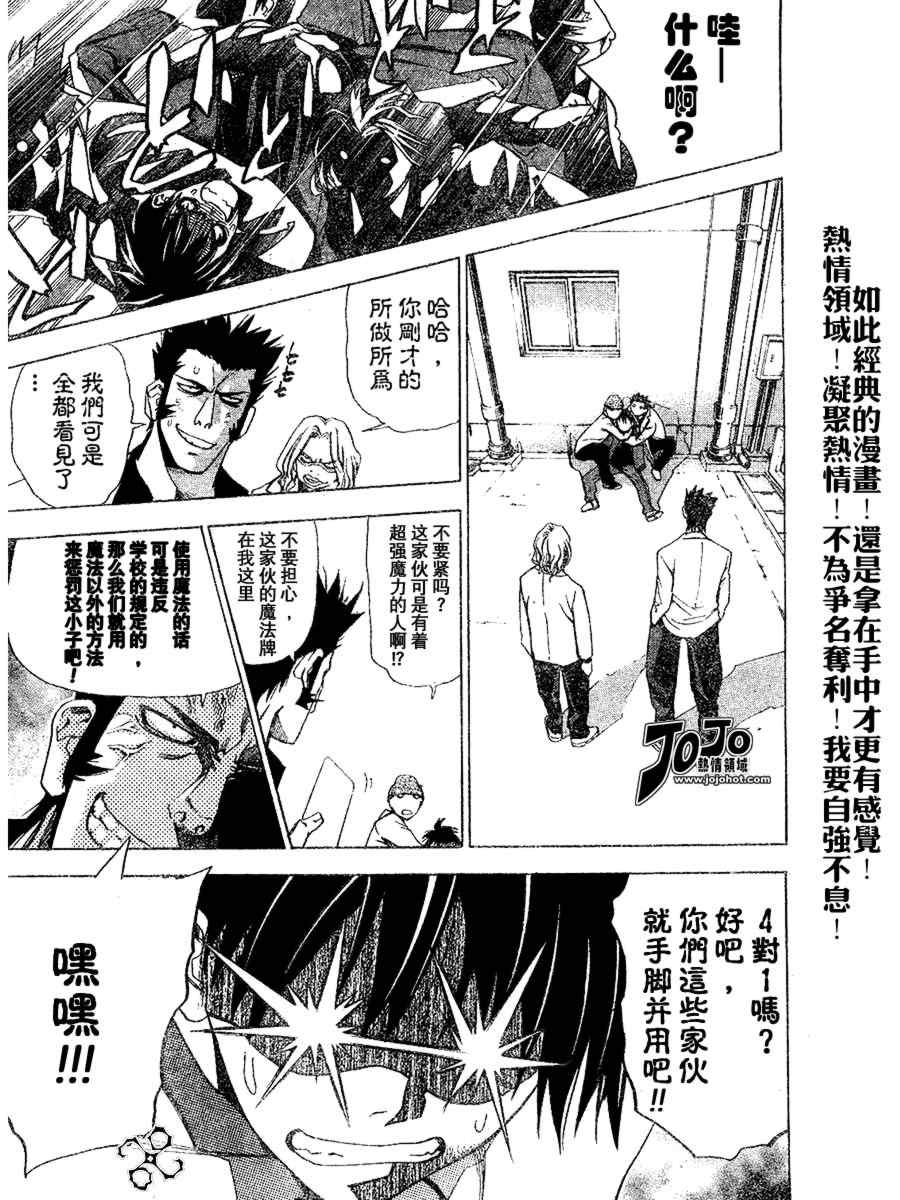 哇—
什么啊？
哈哈，
你剛才的
所做所爲
我們可是
全都看見了
…
不要紧吗？
这家伙可是有着
超强魔力的人啊!?
不要担心，
这家伙的魔法牌
在我这里
使用魔法的话
可是违反
学校的规定的，
那么我们就用
魔法以外的方法
来惩罚这小子吧！
4對1嗎？
好吧，
你們這些家伙
就手脚并用吧!!
嘿嘿!!!
JOJO
熱情領域
www.jojohot.com
如此經典的漫畫！還是拿在手中才更有感覺！
熱情領域！凝聚熱情！不為爭名奪利！我要自強不息！